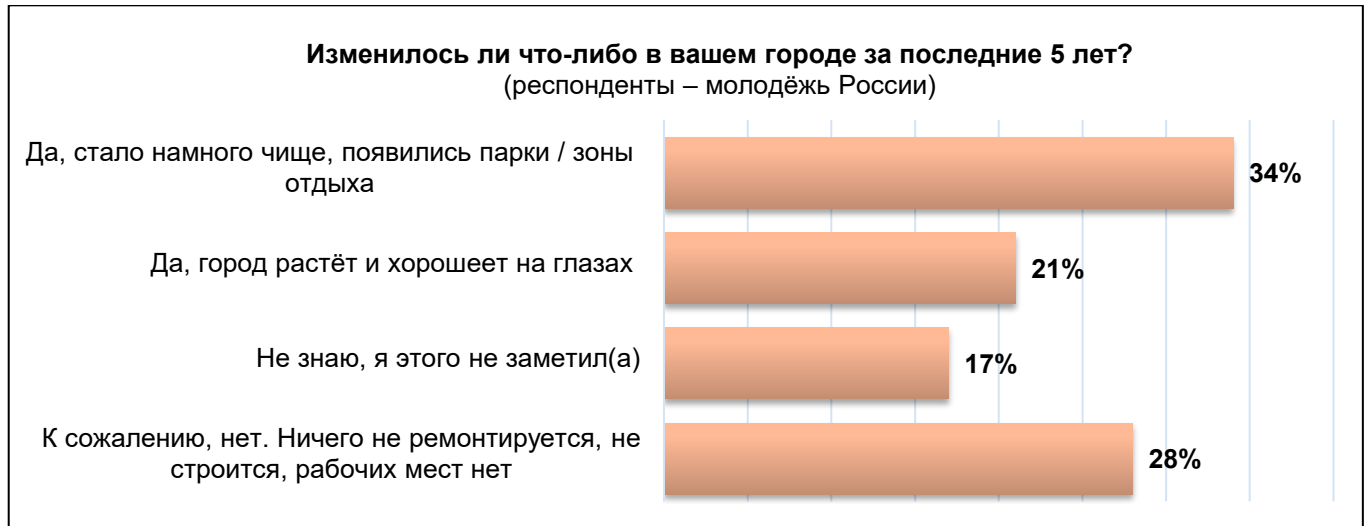 Изменилось ли что-либо в вашем городе за последние 5 лет?
(респонденты – молодёжь России)
Да, стало намного чище, появились парки / зоны
отдыха
34%
Да, город растёт и хорошеет на глазах
21%
Не знаю, я этого не заметил(а)
17%
К сожалению, нет. Ничего не ремонтируется, не
строится, рабочих мест нет
28%